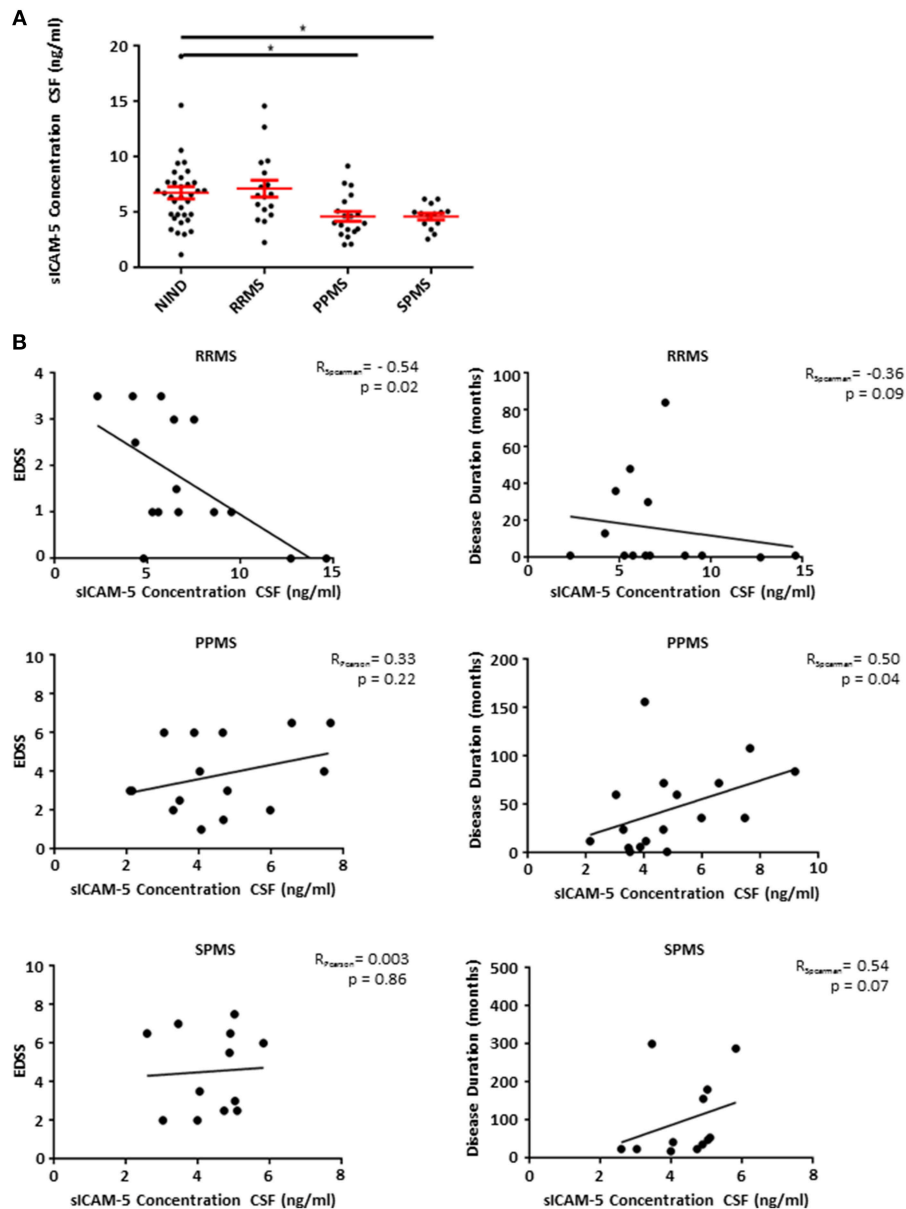 A
*
*
sICAM-5 Concentration CSF (ng/ml)
20
15
10
5
0
NIND
RRMS
PPMS
SPMS
B
RRMS
R Spearman = - 0.54
p = 0.02
EDSS
4
3
2
1
0
0 5 10 15
sICAM-5 Concentration CSF (ng/ml)
RRMS
R Spearman = -0.36
p = 0.09
Disease Duration (months)
100
80
60
40
20
0
0 5 10 15
sICAM-5 Concentration CSF (ng/ml)
PPMS
R Pearson = 0.33
p = 0.22
EDSS
10
8
6
4
2
0
0 2 4 6 8
sICAM-5 Concentration CSF (ng/ml)
PPMS
R Spearman = 0.50
p = 0.04
Disease Duration (months)
200
150
100
50
0
0 2 4 6 8 10
sICAM-5 Concentration CSF (ng/ml)
SPMS
R Pearson = 0.003
p = 0.86
EDSS
10
8
6
4
2
0
0 2 4 6 8
sICAM-5 Concentration CSF (ng/ml)
SPMS
R Spearman = 0.54
p = 0.07
Disease Duration (months)
500
400
300
200
100
0
0 2 4 6 8
sICAM-5 Concentration CSF (ng/ml)